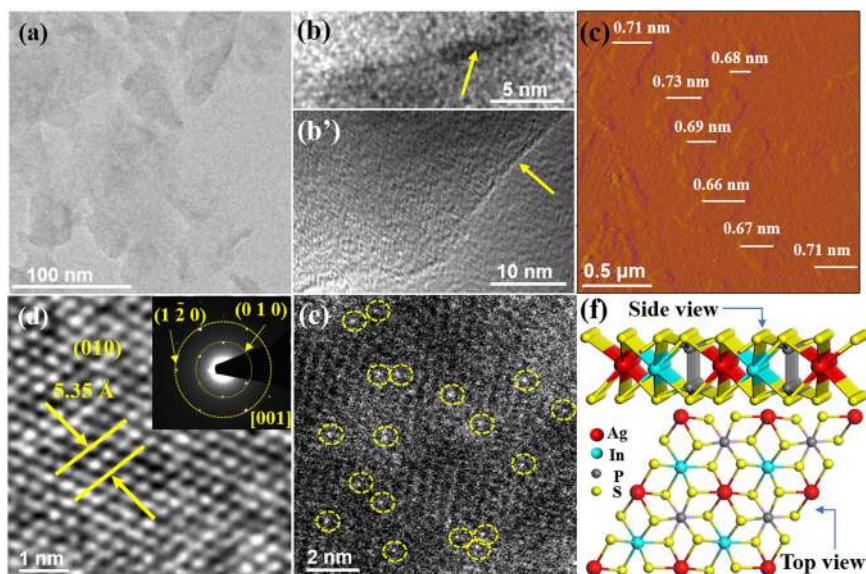 (a)
100 nm
(b)
5 nm
(b')
10 nm
(c)
0.71 nm
0.68 nm
0.73 nm
0.69 nm
0.66 nm
0.67 nm
0.71 nm
0.5 µm
(d)
(010)
5.35 Å
1 nm
(1 2̄ 0)
(0 1 0)
[001]
(e)
2 nm
(f)
Side view
Ag
In
P
S
Top view